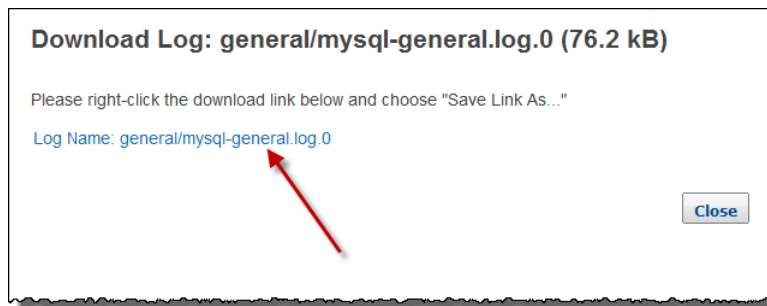 Download Log: general/mysql-general.log.0 (76.2 kB)
Please right-click the download link below and choose "Save Link As..."
Log Name: general/mysql-general.log.0
Close